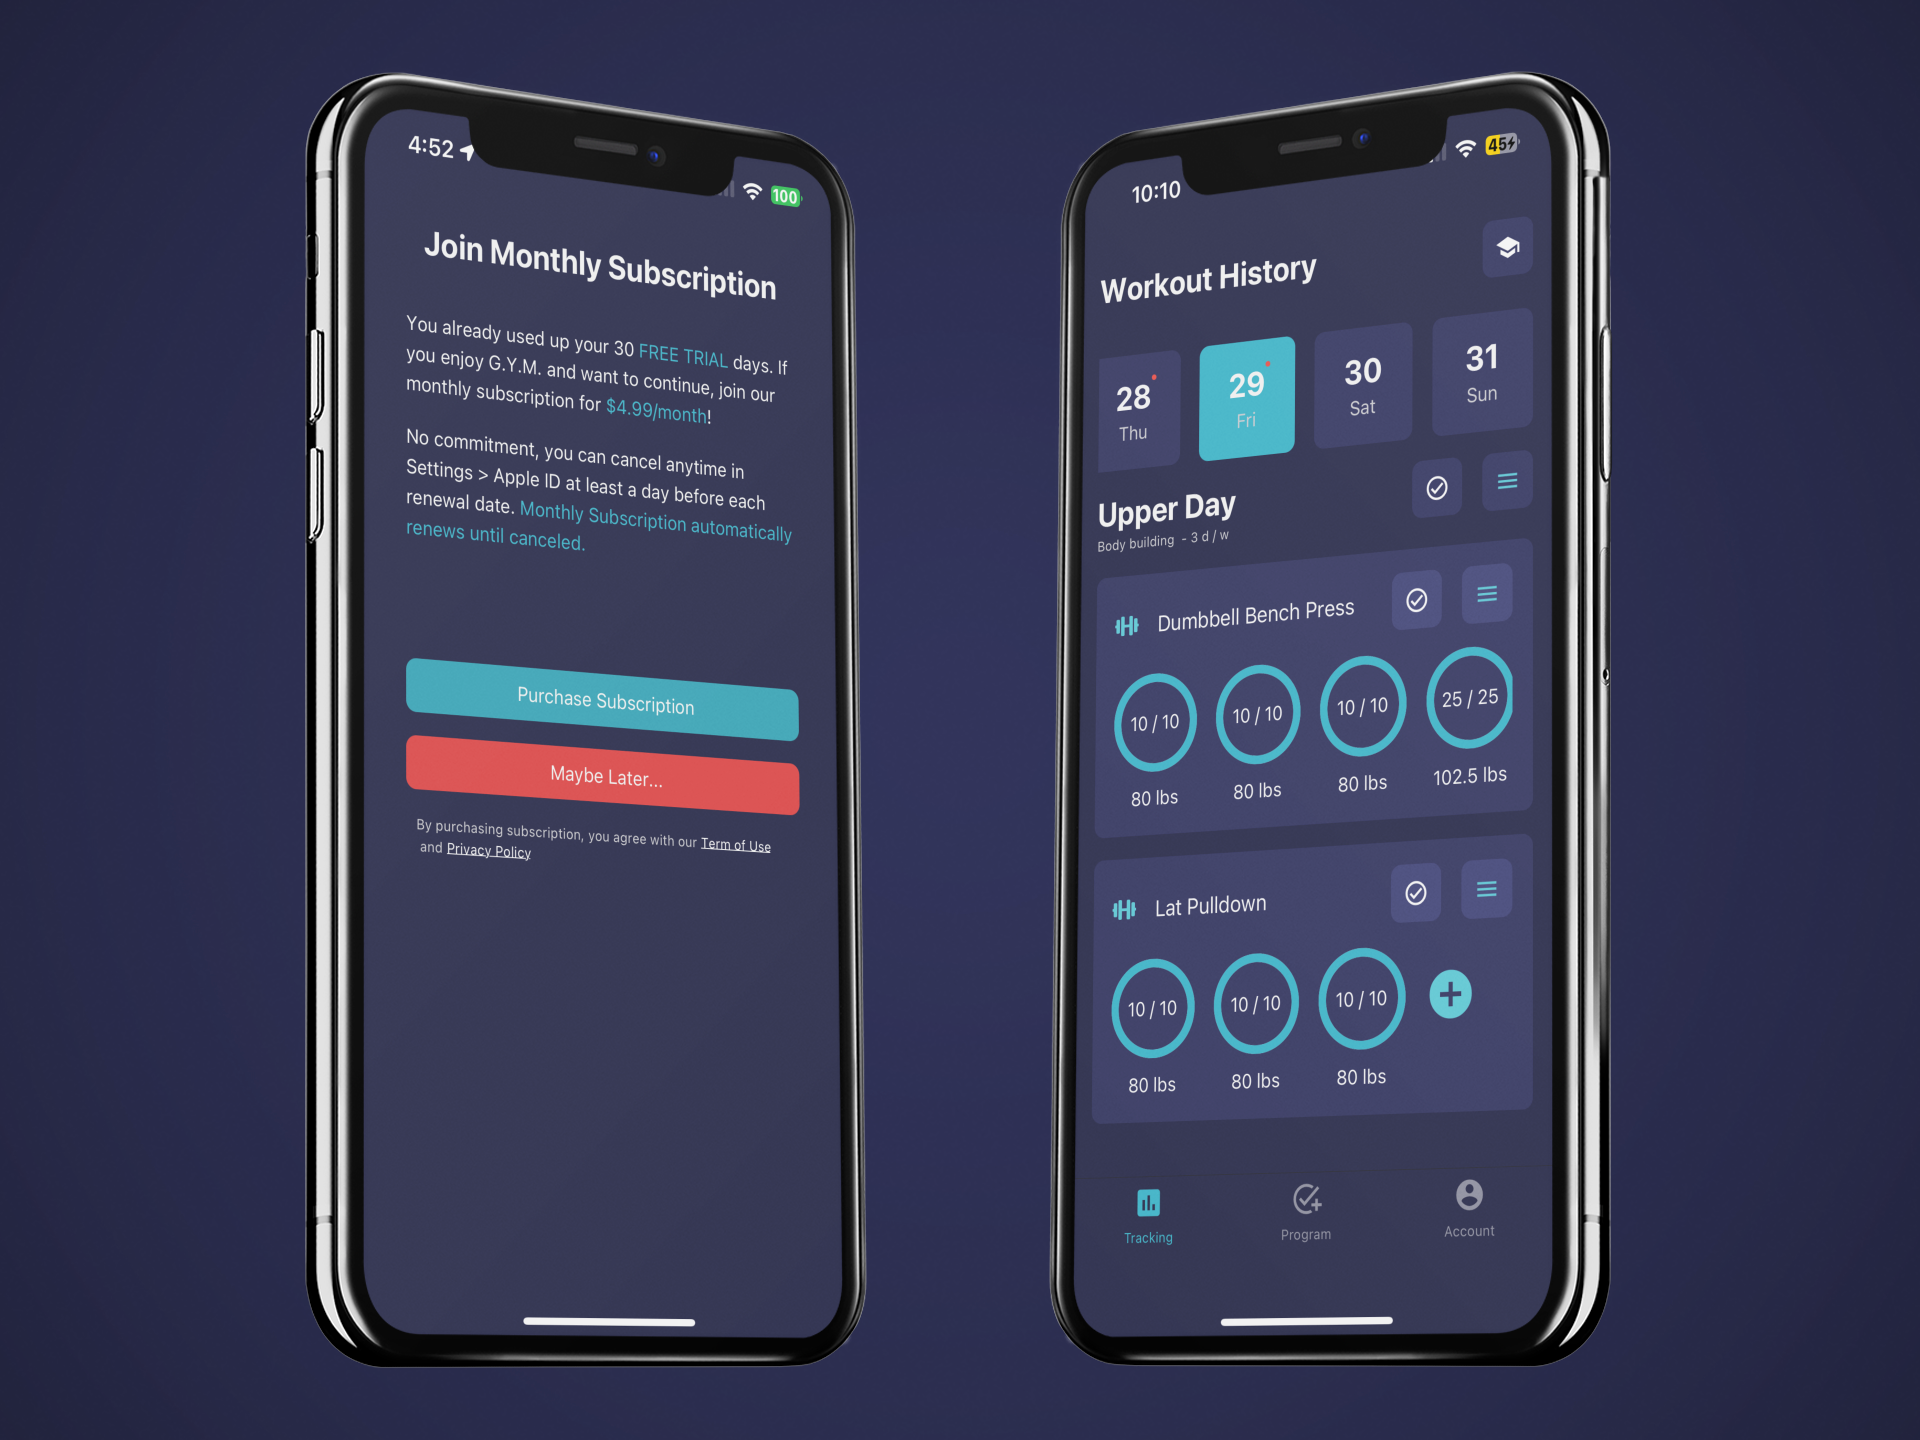 4:52
100
Join Monthly Subscription
You already used up your 30 FREE TRIAL days. If
you enjoy G.Y.M. and want to continue, join our
monthly subscription for $4.99/month!
No commitment, you can cancel anytime in
Settings > Apple ID at least a day before each
renewal date. Monthly Subscription automatically
renews until canceled.
Purchase Subscription
Maybe Later...
By purchasing subscription, you agree with our Term of Use
and Privacy Policy
10:10
45
Workout History
28 29 30 31
Thu Fri Sat Sun
Upper Day
Body building - 3 d / w
Dumbbell Bench Press
10 / 10 10 / 10 10 / 10 25 / 25
80 lbs 80 lbs 80 lbs 102.5 lbs
Lat Pulldown
10 / 10 10 / 10 10 / 10
80 lbs 80 lbs 80 lbs
Tracking Program Account